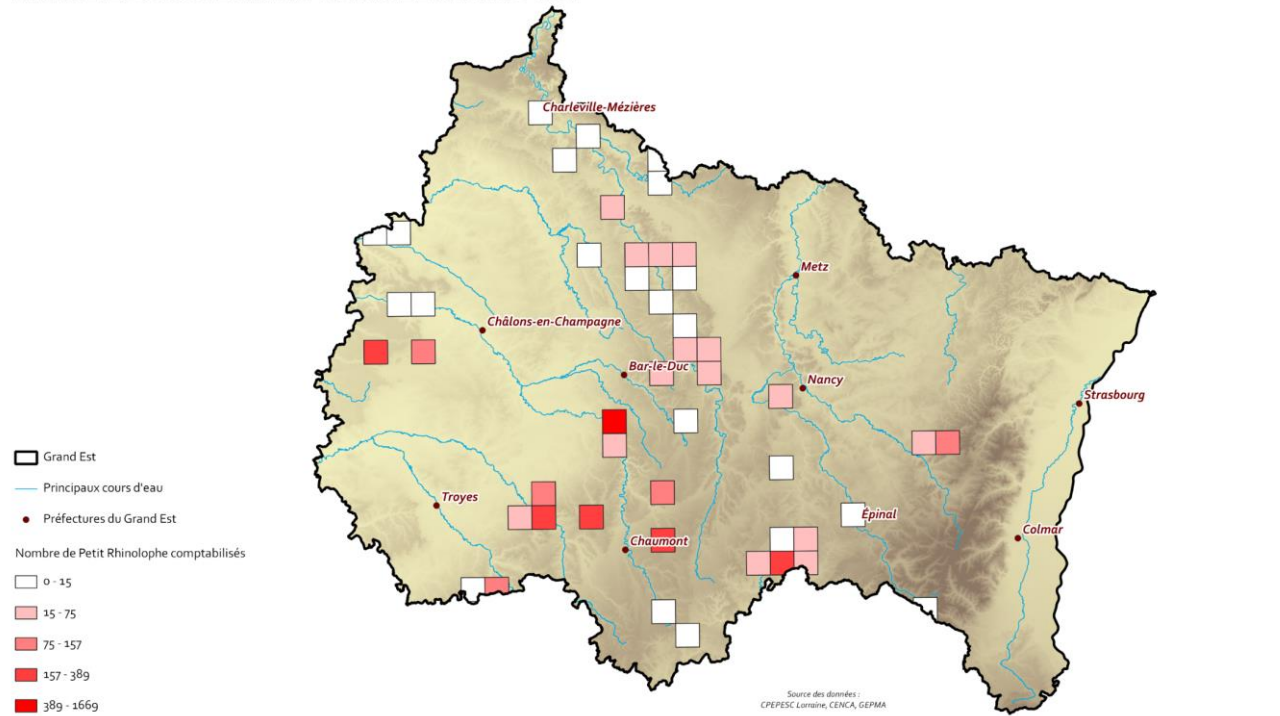 Charleville-Mézières
Metz
Châlons-en-Champagne
Bar-le-Duc
Nancy
Strasbourg
Troyes
Épinal
Colmar
Chaumont
Grand Est
Principaux cours d'eau
Préfectures du Grand Est
Nombre de Petit Rhinolophe comptabilisés
0 - 15
15 - 75
75 - 157
157 - 389
389 - 1669
Source des données :
CPEPESC Lorraine, CENCA, GEPMA